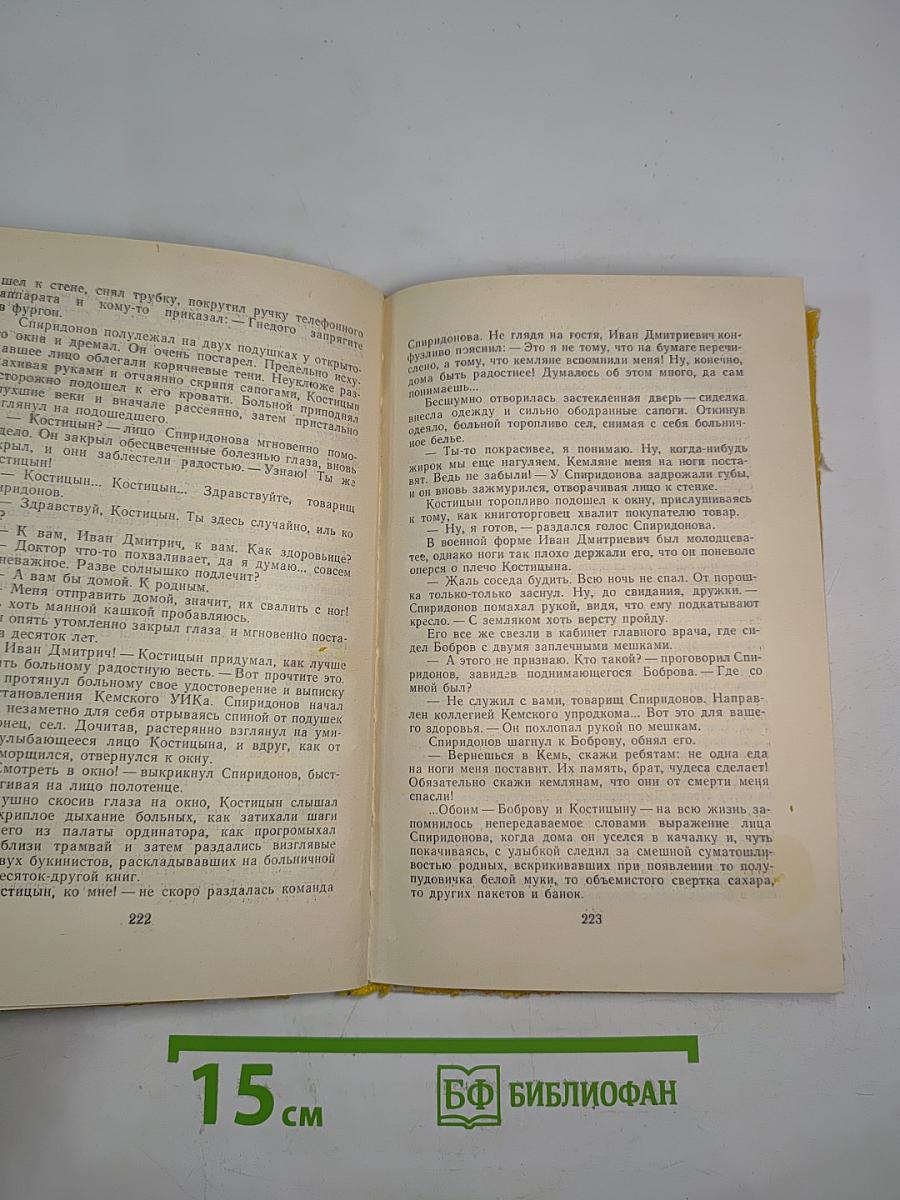 шел к стене, снял трубку, покрутил ручку телефонного
аппарата и кому-то приказал: — Гнедого запрягите
в фургон.
Спиридонов полулежал на двух подушках у открыто-
го окна и дремал. Он очень постарел. Предельно исху-
давшее лицо облегали коричневые тени. Неуклюже раз-
махивая руками и отчаянно скрипя сапогами, Костицын
осторожно подошел к его кровати. Больной приподнял
пухшие веки и вначале рассеянно, затем пристально
глянул на подошедшего.
— Костицын? — лицо Спиридонова мгновенно помо-
дело. Он закрыл обесцвеченные болезнью глаза, вновь
крыл, и они заблестели радостью. — Узнаю! Ты же
остицын!
— Костицын... Костицын... Здравствуйте, товарищ
иридонов.
— Здравствуй, Костицын. Ты здесь случайно, иль ко
?
— К вам, Иван Дмитрич, к вам. Как здоровьице?
— Доктор что-то похваливает, да я думаю... совсем
неважное. Разве солнышко подлечит?
— А вам бы домой. К родным.
Меня отправить домой, значит, их свалить с ног!
хоть манной кашкой пробавляюсь.
опять утомленно закрыл глаза и мгновенно поста-
а десяток лет.
Иван Дмитрич! — Костицын придумал, как лучше
ить больному радостную весть. — Вот прочтите это.
протянул больному свое удостоверение и выписку
становления Кемского УИКа. Спиридонов начал
незаметно для себя отрываясь спиной от подушек
онец, сел. Дочитав, растерянно взглянул на уми-
улыбающееся лицо Костицына, и вдруг, как от
морщился, отвернулся к окну.
Смотреть в окно! — выкрикнул Спиридонов, быст-
гивая на лицо полотенце.
ушно скосив глаза на окно, Костицын слышал
хриплое дыхание больных, как затихали шаги
его из палаты ординатора, как прогромыхал
близи трамвай и затем раздались визглявые
вух букинистов, раскладывавших на больничной
есяток-другой книг.
остицын, ко мне! — не скоро раздалась команда
222
Спиридонова. Не глядя на гостя, Иван Дмитриевич кон-
фузливо пояснил: — Это я не тому, что на бумаге перечи-
слено, а тому, что кемляне вспомнили меня! Ну, конечно,
дома быть радостнее! Думалось об этом много, да сам
понимаешь...
Бесшумно отворилась застекленная дверь — сиделка
внесла одежду и сильно ободранные сапоги. Откинув
одеяло, больной торопливо сел, снимая с себя больнич-
ное белье.
— Ты-то покрасивее, я понимаю. Ну, когда-нибудь
жирок мы еще нагуляем. Кемляне меня на ноги поста-
вят. Ведь не забыли! — У Спиридонова задрожали губы,
и он вновь зажмурился, отворачивая лицо к стенке.
Костицын торопливо подошел к окну, прислушиваясь
к тому, как книготорговец хвалит покупателю товар.
— Ну, я готов, — раздался голос Спиридонова.
В военной форме Иван Дмитриевич был молодцева-
тее, однако ноги так плохо держали его, что он поневоле
оперся о плечо Костицына.
— Жаль соседа будить. Всю ночь не спал. От порош-
ка только-только заснул. Ну, до свидания, дружки. —
Спиридонов помахал рукой, видя, что ему подкатывают
кресло. — С земляком хоть версту пройду.
Его все же свезли в кабинет главного врача, где си-
дел Бобров с двумя заплечными мешками.
— А этого не признаю. Кто такой? — проговорил Спи-
ридонов, завидев поднимающегося Боброва. — Где со
мной был?
— Не служил с вами, товарищ Спиридонов. Направ-
лен коллегией Кемского упродкома... Вот это для ваше-
го здоровья. — Он похлопал рукой по мешкам.
Спиридонов шагнул к Боброву, обнял его.
— Вернешься в Кемь, скажи ребятам: не одна еда
на ноги меня поставит. Их память, брат, чудеса сделает!
Обязательно скажи кемлянам, что они от смерти меня
спасли!
...Обоим — Боброву и Костицыну — на всю жизнь за-
помнилось непередаваемое словами выражение лица
Спиридонова, когда дома он уселся в качалку и, чуть
покачиваясь, с улыбкой следил за смешной суматошли-
востью родных, вскрикивавших при появлении то полу-
пудовичка белой муки, то объемистого свертка сахара,
то других пакетов и банок.
223
15 см
БФ БИБЛИОФАН